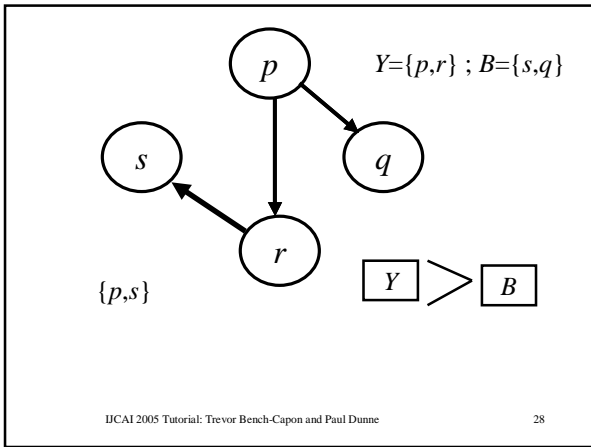 p
Y={p,r} ; B={s,q}
s
q
r
Y > B
{p,s}
IJCAI 2005 Tutorial: Trevor Bench-Capon and Paul Dunne 28